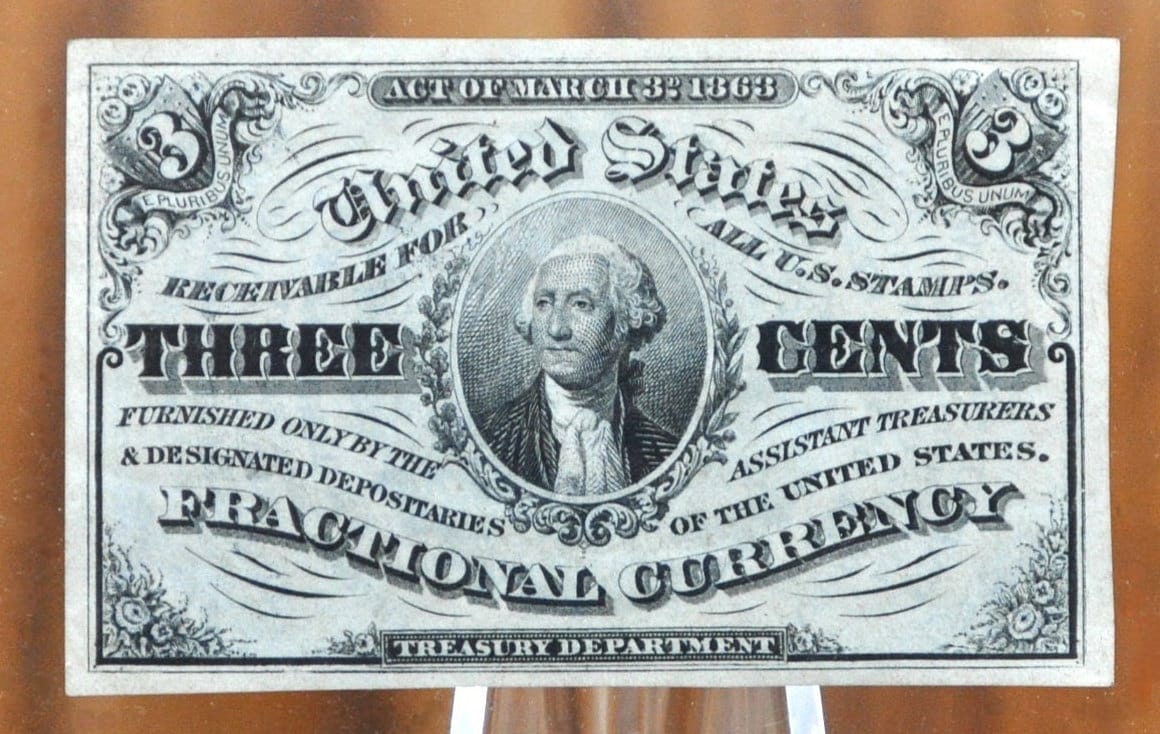 ACT OF MARCH 3D 1863
3
E PLURIBUS UNUM
3
E PLURIBUS UNUM
United States
RECEIVABLE FOR ALL U.S. STAMPS.
THREE CENTS
FURNISHED ONLY BY THE ASSISTANT TREASURERS
& DESIGNATED DEPOSITARIES OF THE UNITED STATES.
FRACTIONAL CURRENCY
TREASURY DEPARTMENT